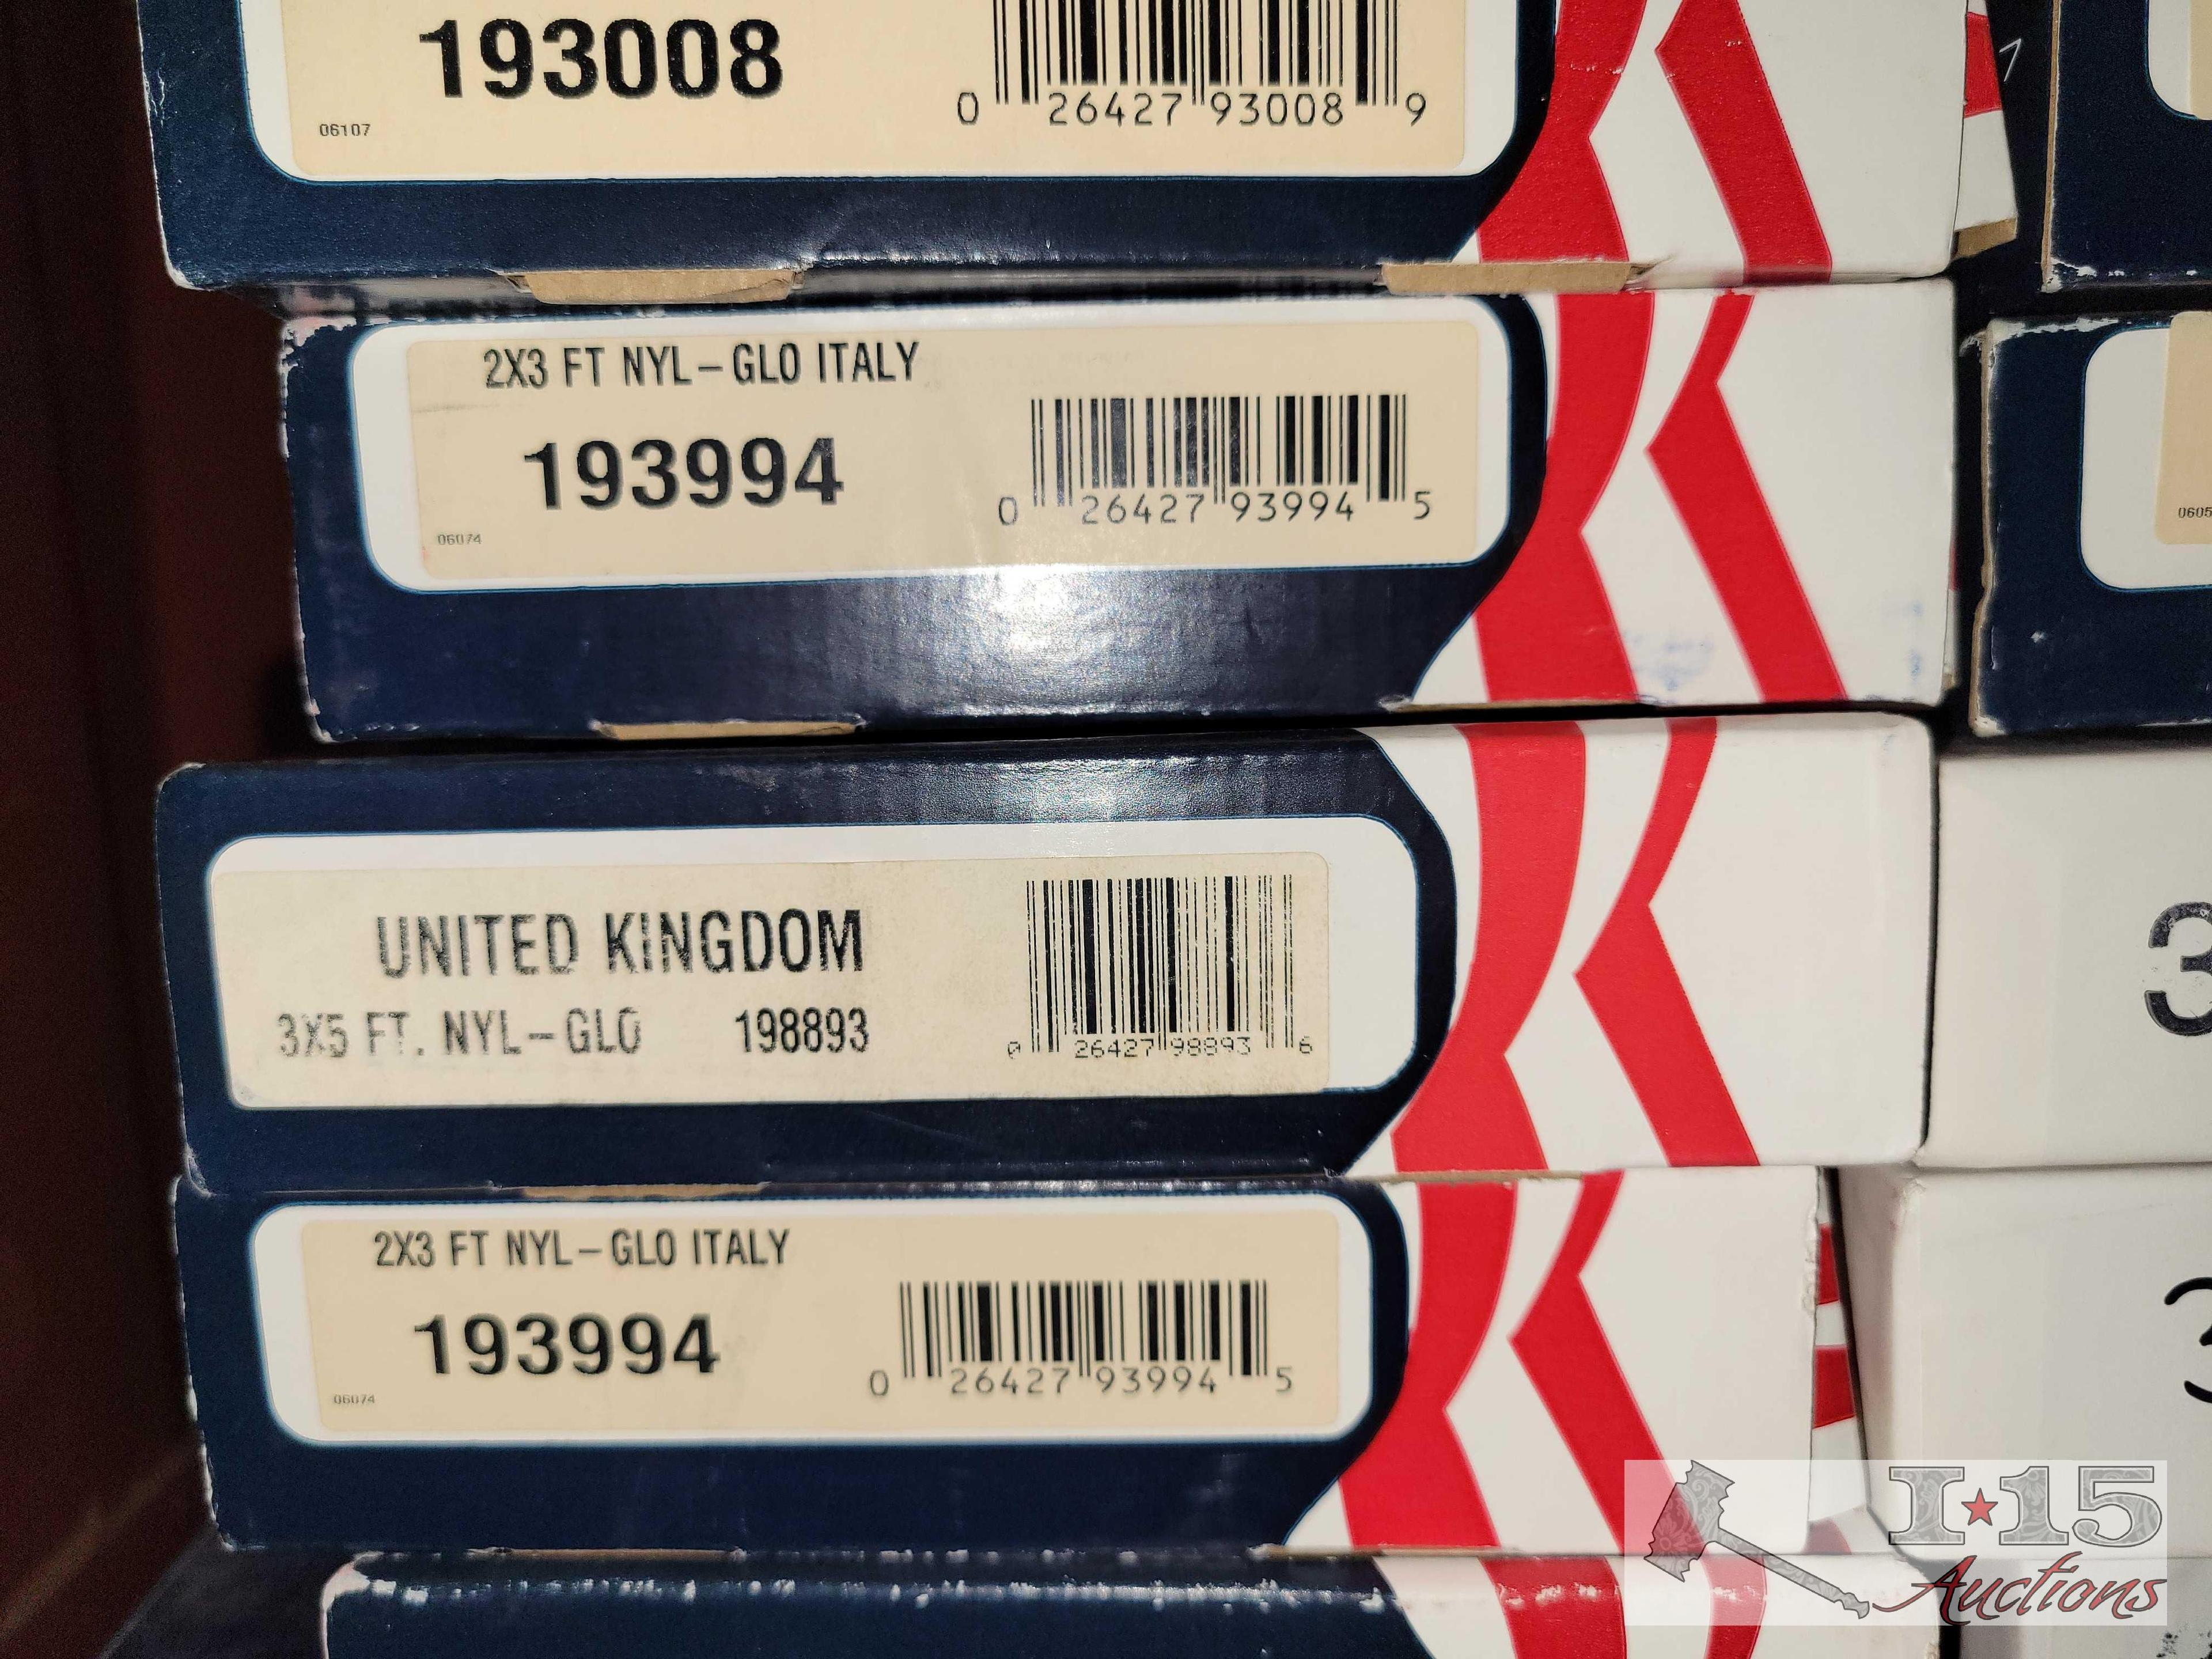 193008
0 26427 93008 9
06107
2X3 FT NYL-GLO ITALY
193994
0 26427 93994 5
06074
0605
UNITED KINGDOM
3X5 FT. NYL-GLO 198893
0 26427 98893 6
3
2X3 FT NYL-GLO ITALY
193994
0 26427 93994 5
06074
I★15
Auctions